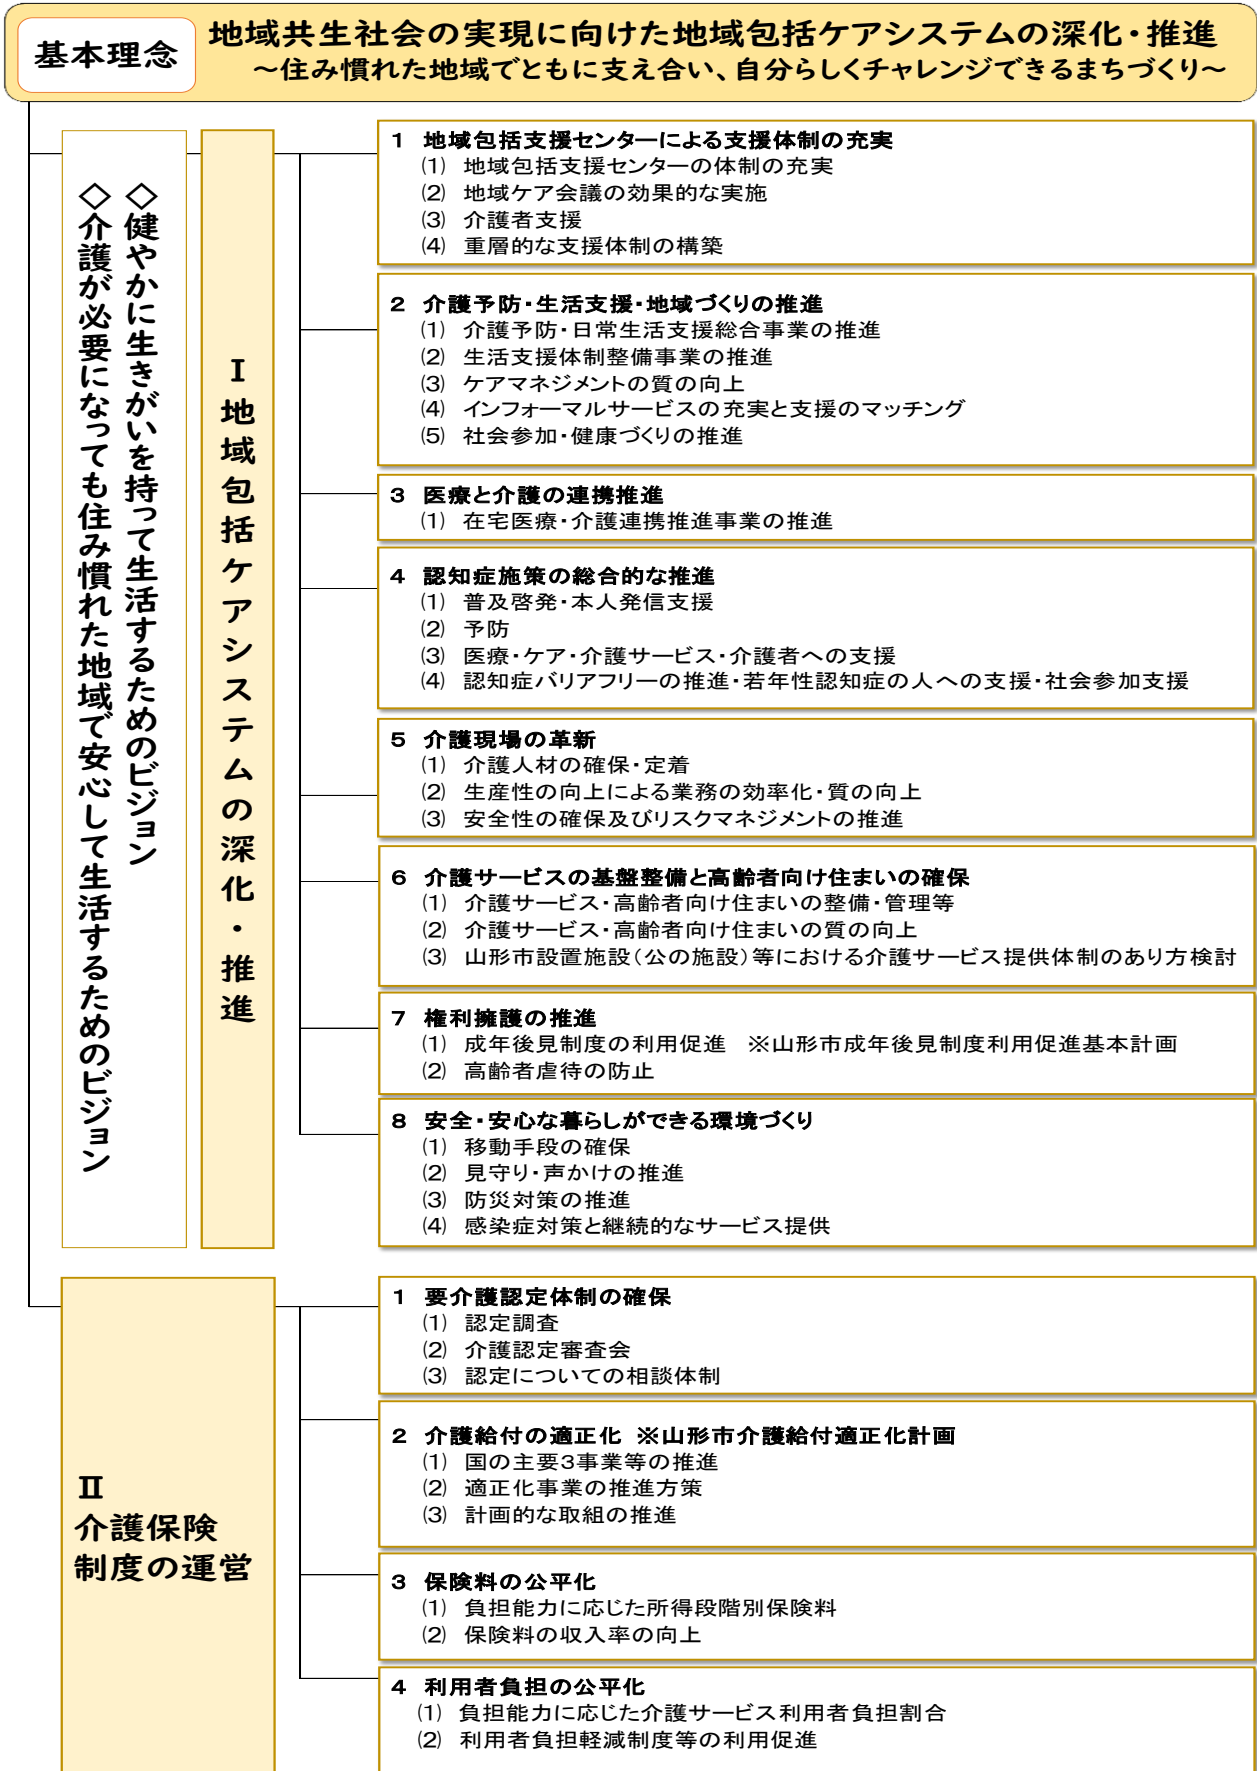 基本理念
地域共生社会の実現に向けた地域包括ケアシステムの深化・推進
～住み慣れた地域でともに支え合い、自分らしくチャレンジできるまちづくり～
◇健やかに生きがいを持って生活するためのビジョン
◇介護が必要になっても住み慣れた地域で安心して生活するためのビジョン
Ⅰ地域包括ケアシステムの深化・推進
1 地域包括支援センターによる支援体制の充実
(1) 地域包括支援センターの体制の充実
(2) 地域ケア会議の効果的な実施
(3) 介護者支援
(4) 重層的な支援体制の構築
2 介護予防・生活支援・地域づくりの推進
(1) 介護予防・日常生活支援総合事業の推進
(2) 生活支援体制整備事業の推進
(3) ケアマネジメントの質の向上
(4) インフォーマルサービスの充実と支援のマッチング
(5) 社会参加・健康づくりの推進
3 医療と介護の連携推進
(1) 在宅医療・介護連携推進事業の推進
4 認知症施策の総合的な推進
(1) 普及啓発・本人発信支援
(2) 予防
(3) 医療・ケア・介護サービス・介護者への支援
(4) 認知症バリアフリーの推進・若年性認知症の人への支援・社会参加支援
5 介護現場の革新
(1) 介護人材の確保・定着
(2) 生産性の向上による業務の効率化・質の向上
(3) 安全性の確保及びリスクマネジメントの推進
6 介護サービスの基盤整備と高齢者向け住まいの確保
(1) 介護サービス・高齢者向け住まいの整備・管理等
(2) 介護サービス・高齢者向け住まいの質の向上
(3) 山形市設置施設（公の施設）等における介護サービス提供体制のあり方検討
7 権利擁護の推進
(1) 成年後見制度の利用促進 ※山形市成年後見制度利用促進基本計画
(2) 高齢者虐待の防止
8 安全・安心な暮らしができる環境づくり
(1) 移動手段の確保
(2) 見守り・声かけの推進
(3) 防災対策の推進
(4) 感染症対策と継続的なサービス提供
Ⅱ
介護保険
制度の運営
1 要介護認定体制の確保
(1) 認定調査
(2) 介護認定審査会
(3) 認定についての相談体制
2 介護給付の適正化 ※山形市介護給付適正化計画
(1) 国の主要3事業等の推進
(2) 適正化事業の推進方策
(3) 計画的な取組の推進
3 保険料の公平化
(1) 負担能力に応じた所得段階別保険料
(2) 保険料の収入率の向上
4 利用者負担の公平化
(1) 負担能力に応じた介護サービス利用者負担割合
(2) 利用者負担軽減制度等の利用促進